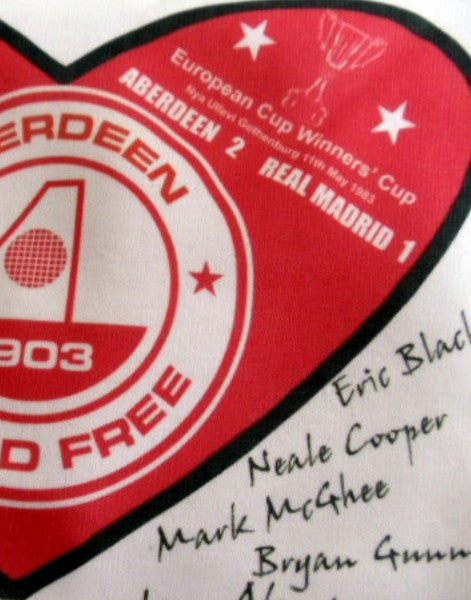 European Cup Winners' Cup
Nya Ullevi Gothenburg 11th May 1983
ABERDEEN 2 REAL MADRID 1
ERDEEN
903
D FREE
Eric Blac
Neale Cooper
Mark McGhee
Bryan Gunn